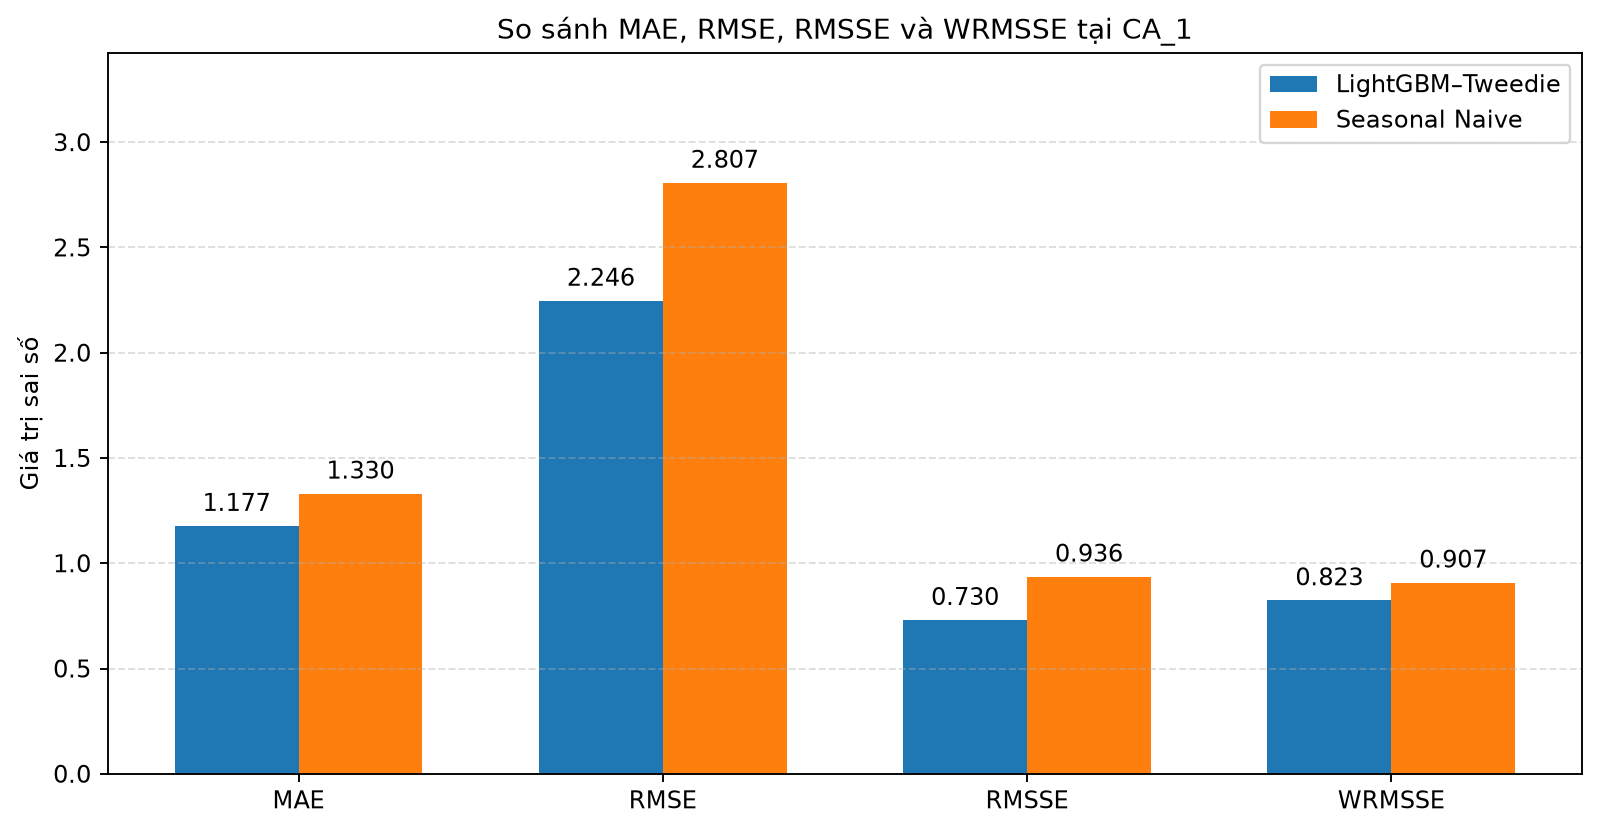 So sánh MAE, RMSE, RMSSE và WRMSSE tại CA_1
LightGBM–Tweedie
Seasonal Naive
Giá trị sai số
3.0
2.5
2.0
1.5
1.0
0.5
0.0
1.177
1.330
2.246
2.807
0.730
0.936
0.823
0.907
MAE
RMSE
RMSSE
WRMSSE